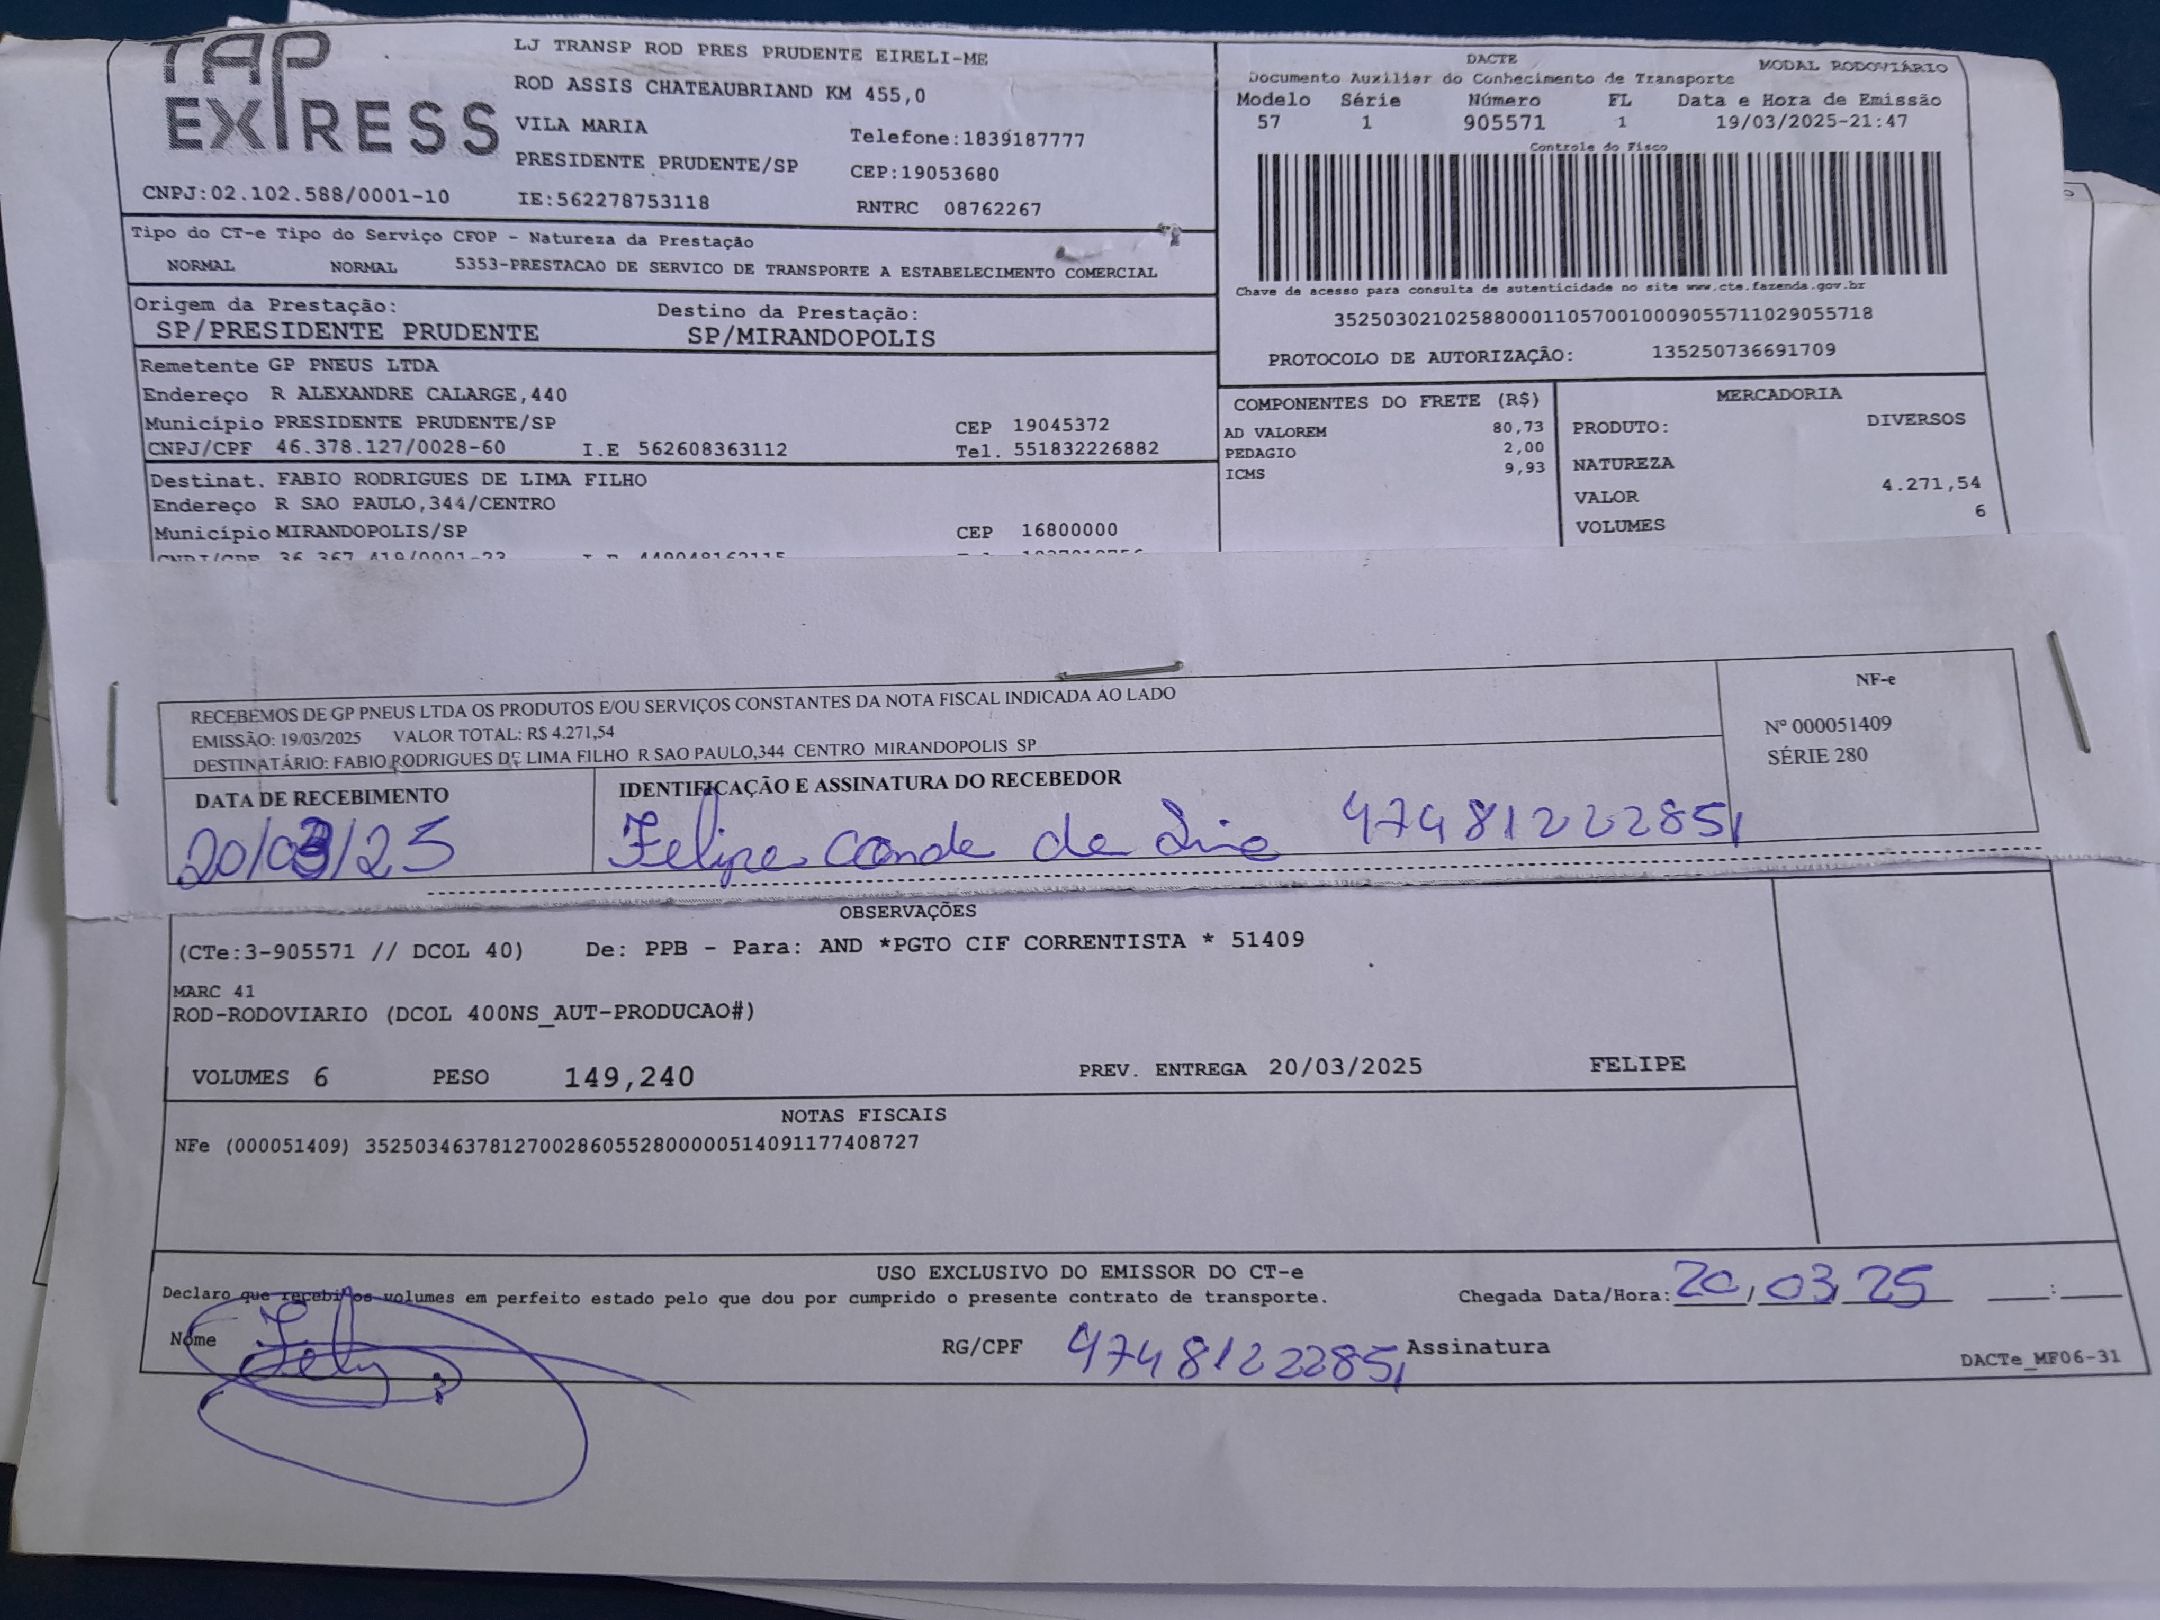 TAP EXPRESS
LJ TRANSP ROD PRES PRUDENTE EIRELI-ME
ROD ASSIS CHATEAUBRIAND KM 455,0
VILA MARIA
Telefone:1839187777
PRESIDENTE PRUDENTE/SP
CEP:19053680
CNPJ:02.102.588/0001-10
IE:562278753118
RNTRC 08762267
DACTE
MODAL RODOVIÁRIO
Documento Auxiliar do Conhecimento de Transporte
Modelo Série Número FL Data e Hora de Emissão
57 1 905571 1 19/03/2025-21:47
Controle do Fisco
Chave de acesso para consulta de autenticidade no site www.cte.fazenda.gov.br
35250302102588000110570010009055711029055718
PROTOCOLO DE AUTORIZAÇÃO: 135250736691709
Tipo do CT-e Tipo do Serviço CFOP - Natureza da Prestação
NORMAL NORMAL 5353-PRESTACAO DE SERVICO DE TRANSPORTE A ESTABELECIMENTO COMERCIAL
Origem da Prestação: Destino da Prestação:
SP/PRESIDENTE PRUDENTE SP/MIRANDOPOLIS
Remetente GP PNEUS LTDA
Endereço R ALEXANDRE CALARGE,440
Município PRESIDENTE PRUDENTE/SP CEP 19045372
CNPJ/CPF 46.378.127/0028-60 I.E 562608363112 Tel. 551832226882
Destinat. FABIO RODRIGUES DE LIMA FILHO
Endereço R SAO PAULO,344/CENTRO
Município MIRANDOPOLIS/SP CEP 16800000
COMPONENTES DO FRETE (R$)
AD VALOREM 80,73
PEDAGIO 2,00
ICMS 9,93
MERCADORIA
PRODUTO: DIVERSOS
NATUREZA
VALOR 4.271,54
VOLUMES 6
RECEBEMOS DE GP PNEUS LTDA OS PRODUTOS E/OU SERVIÇOS CONSTANTES DA NOTA FISCAL INDICADA AO LADO
EMISSÃO: 19/03/2025 VALOR TOTAL: R$ 4.271,54
DESTINATÁRIO: FABIO RODRIGUES DE LIMA FILHO R SAO PAULO,344 CENTRO MIRANDOPOLIS SP
NF-e
Nº 000051409
SÉRIE 280
DATA DE RECEBIMENTO
20/03/25
IDENTIFICAÇÃO E ASSINATURA DO RECEBEDOR
Felipe Conde de 47481222851
OBSERVAÇÕES
(CTe:3-905571 // DCOL 40) De: PPB - Para: AND *PGTO CIF CORRENTISTA * 51409
MARC 41
ROD-RODOVIARIO (DCOL 400NS_AUT-PRODUCAO#)
VOLUMES 6 PESO 149,240 PREV. ENTREGA 20/03/2025 FELIPE
NOTAS FISCAIS
NFe (000051409) 35250346378127002860552800000514091177408727
USO EXCLUSIVO DO EMISSOR DO CT-e
Declaro que recebi os volumes em perfeito estado pelo que dou por cumprido o presente contrato de transporte.
Chegada Data/Hora: 20/03/25 __:__
Nome RG/CPF 47481222851 Assinatura
DACTe_MF06-31